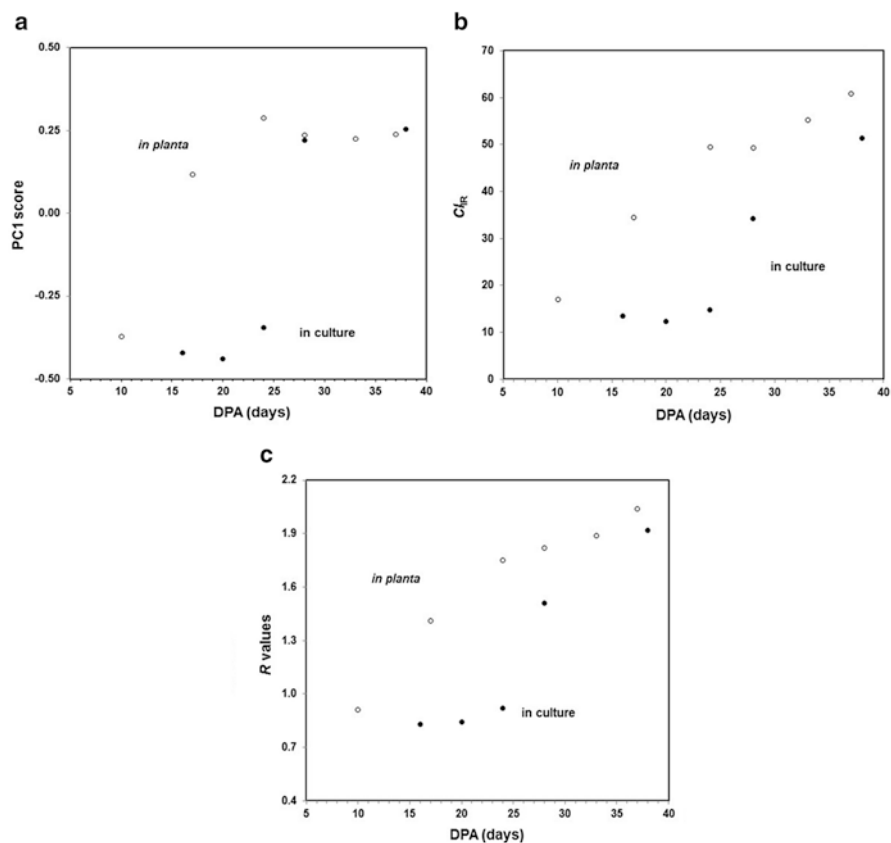 a
0.50
0.25
0.00
-0.25
-0.50
PC1 score
in planta
in culture
5 10 15 20 25 30 35 40
DPA (days)
b
70
60
50
40
30
20
10
0
CI_IR
in planta
in culture
5 10 15 20 25 30 35 40
DPA (days)
c
2.2
1.9
1.6
1.3
1.0
0.7
0.4
R values
in planta
in culture
5 10 15 20 25 30 35 40
DPA (days)